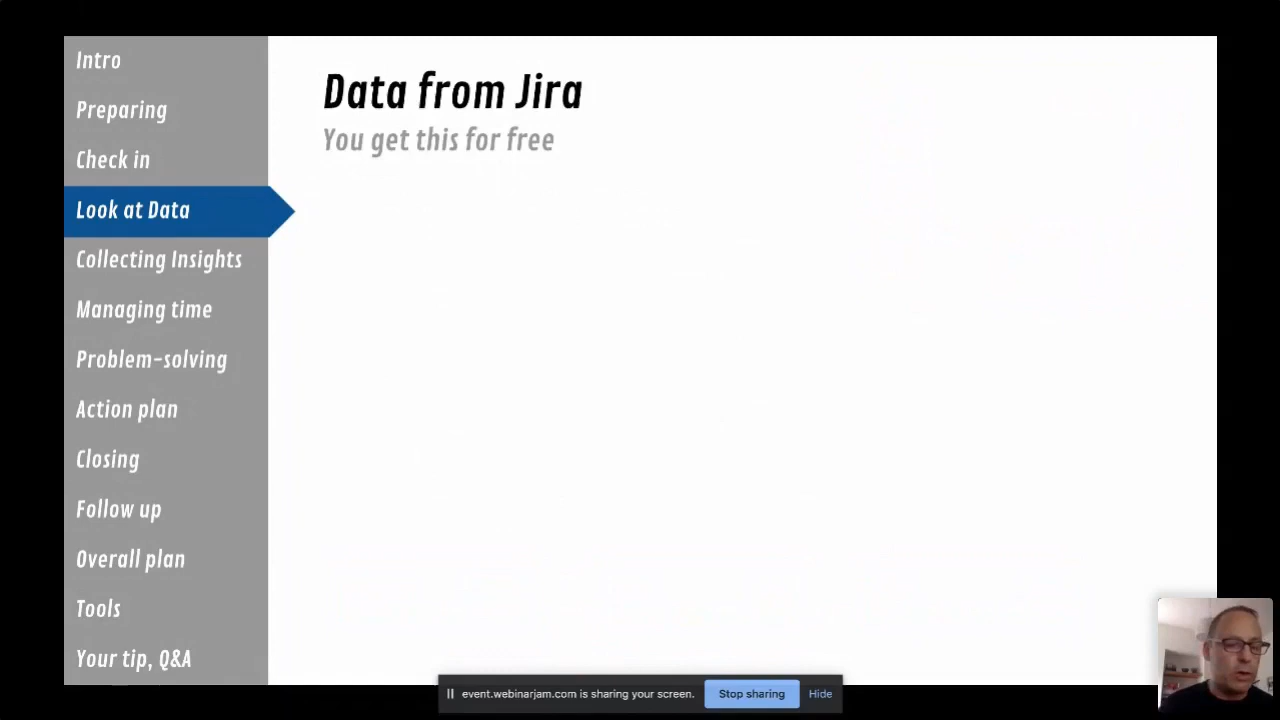 Intro
Preparing
Check in
Look at Data
Collecting Insights
Managing time
Problem-solving
Action plan
Closing
Follow up
Overall plan
Tools
Your tip, Q&A
Data from Jira
You get this for free
event.webinarjam.com is sharing your screen.
Stop sharing
Hide